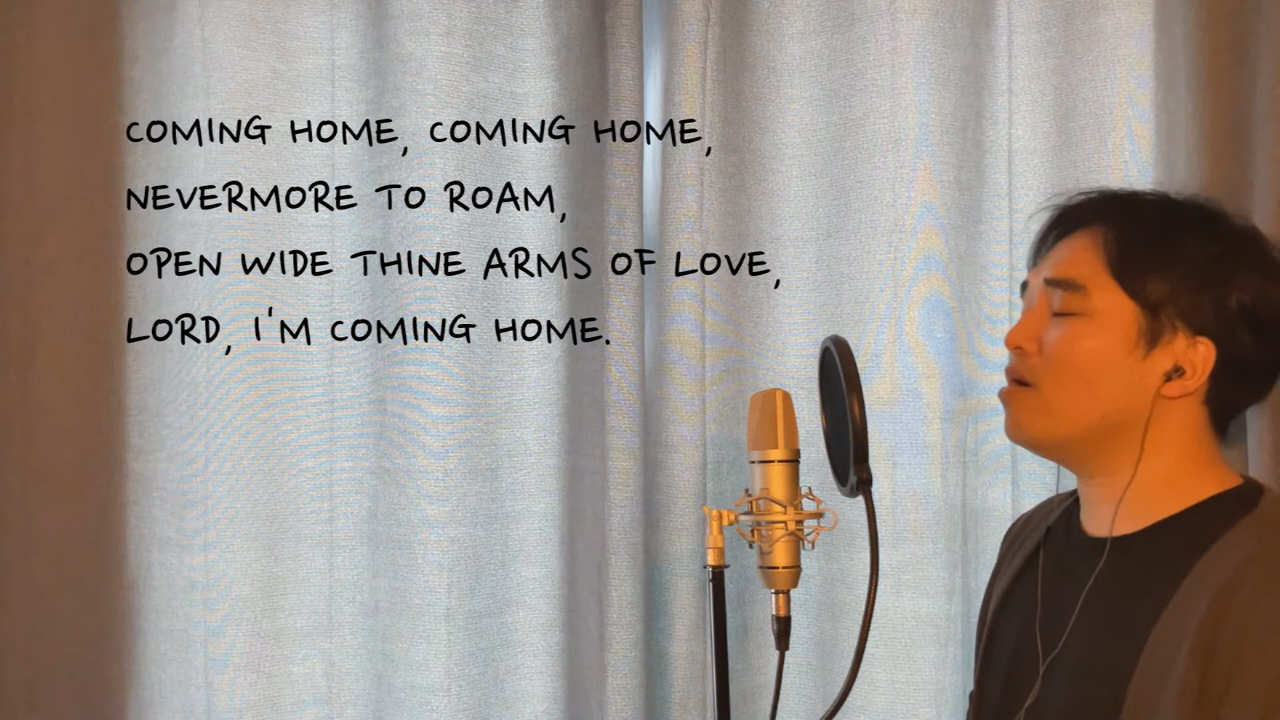 COMING HOME, COMING HOME,
NEVERMORE TO ROAM,
OPEN WIDE THINE ARMS OF LOVE,
LORD, I'M COMING HOME.